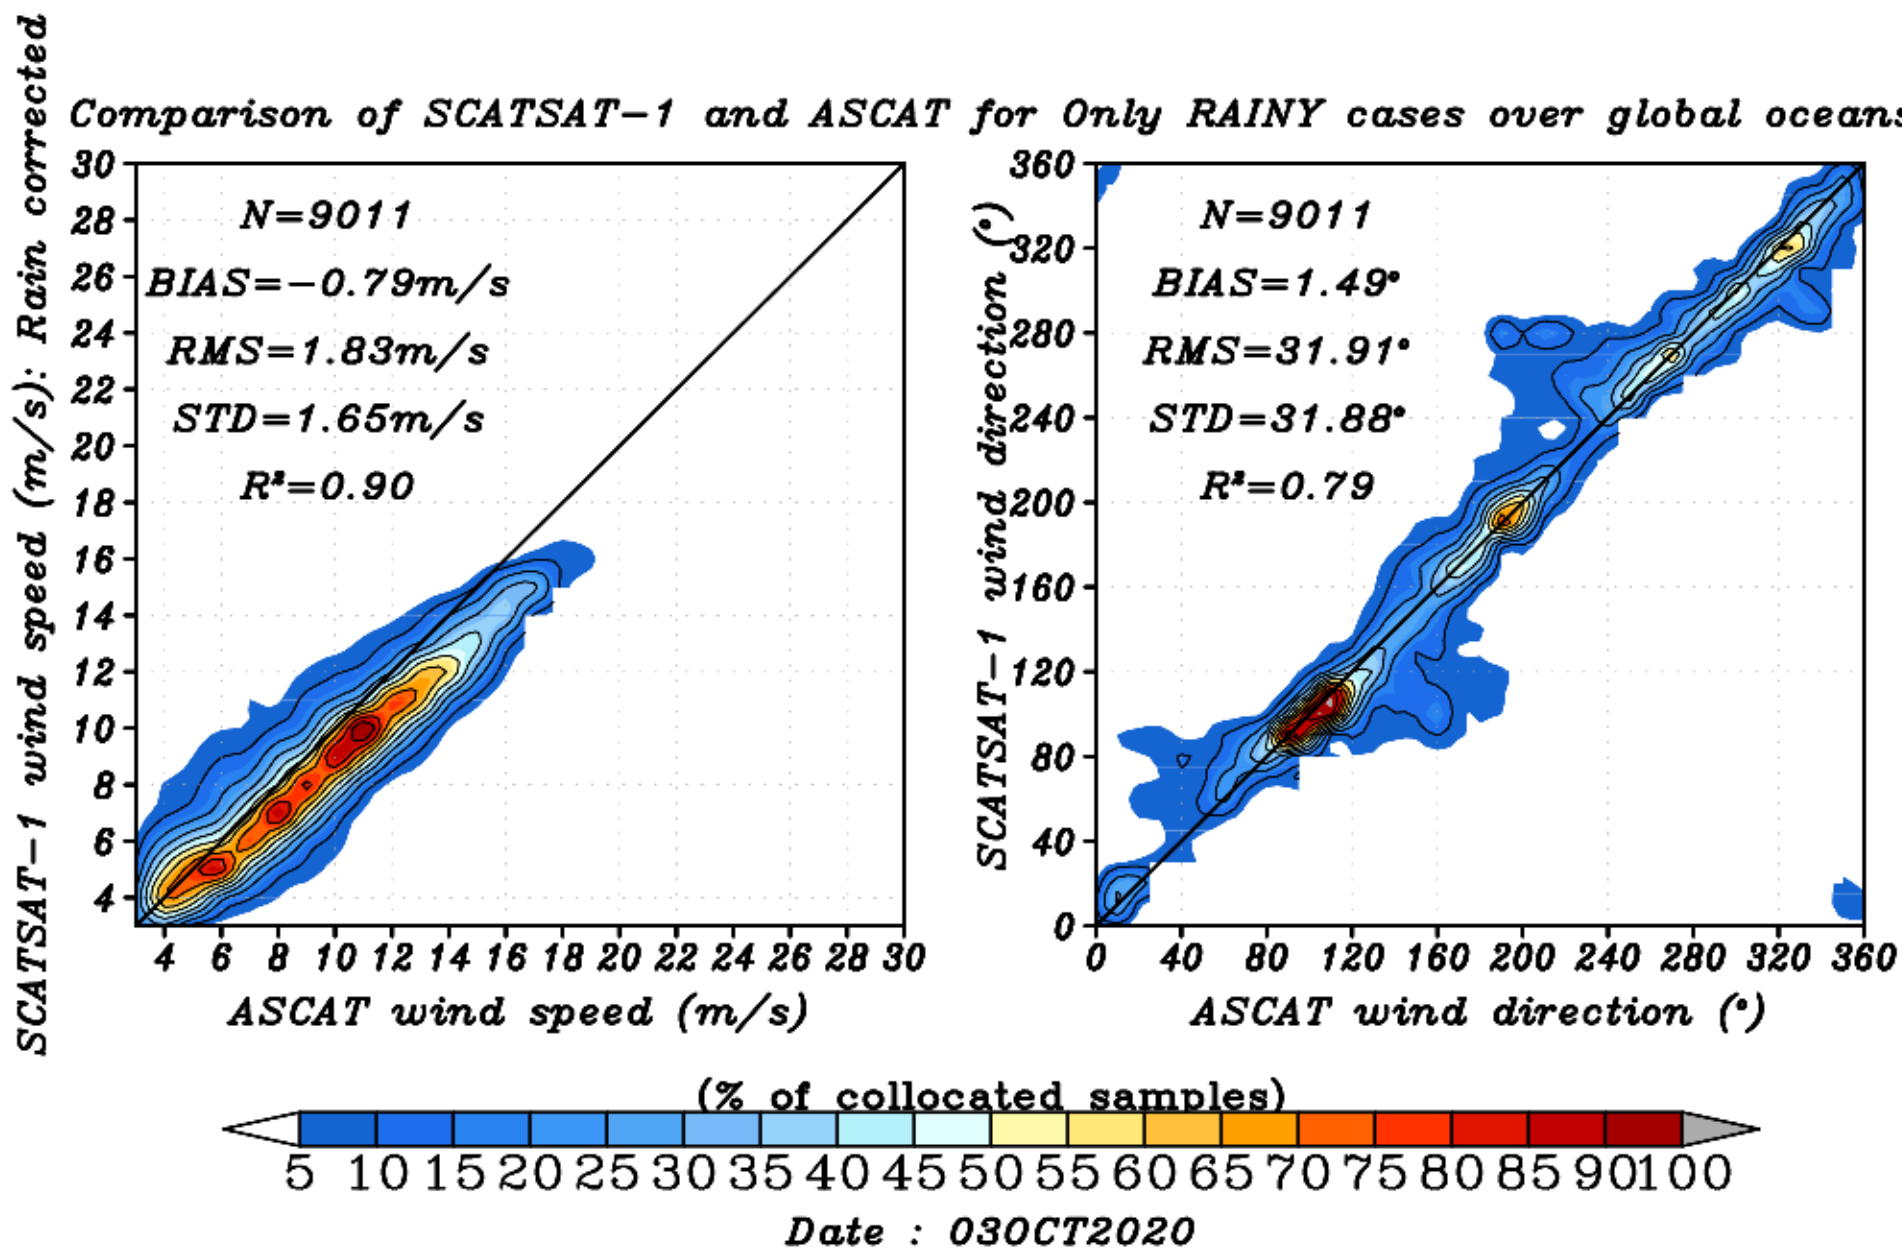 Comparison of SCATSAT-1 and ASCAT for Only RAINY cases over global oceans
SCATSAT-1 wind speed (m/s): Rain corrected
30
28
26
24
22
20
18
16
14
12
10
8
6
4
N=9011
BIAS=-0.79m/s
RMS=1.83m/s
STD=1.65m/s
R²=0.90
4 6 8 10 12 14 16 18 20 22 24 26 28 30
ASCAT wind speed (m/s)
SCATSAT-1 wind direction (°)
360
320
280
240
200
160
120
80
40
0
N=9011
BIAS=1.49°
RMS=31.91°
STD=31.88°
R²=0.79
0 40 80 120 160 200 240 280 320 360
ASCAT wind direction (°)
(% of collocated samples)
5 10 15 20 25 30 35 40 45 50 55 60 65 70 75 80 85 90 100
Date : 03OCT2020